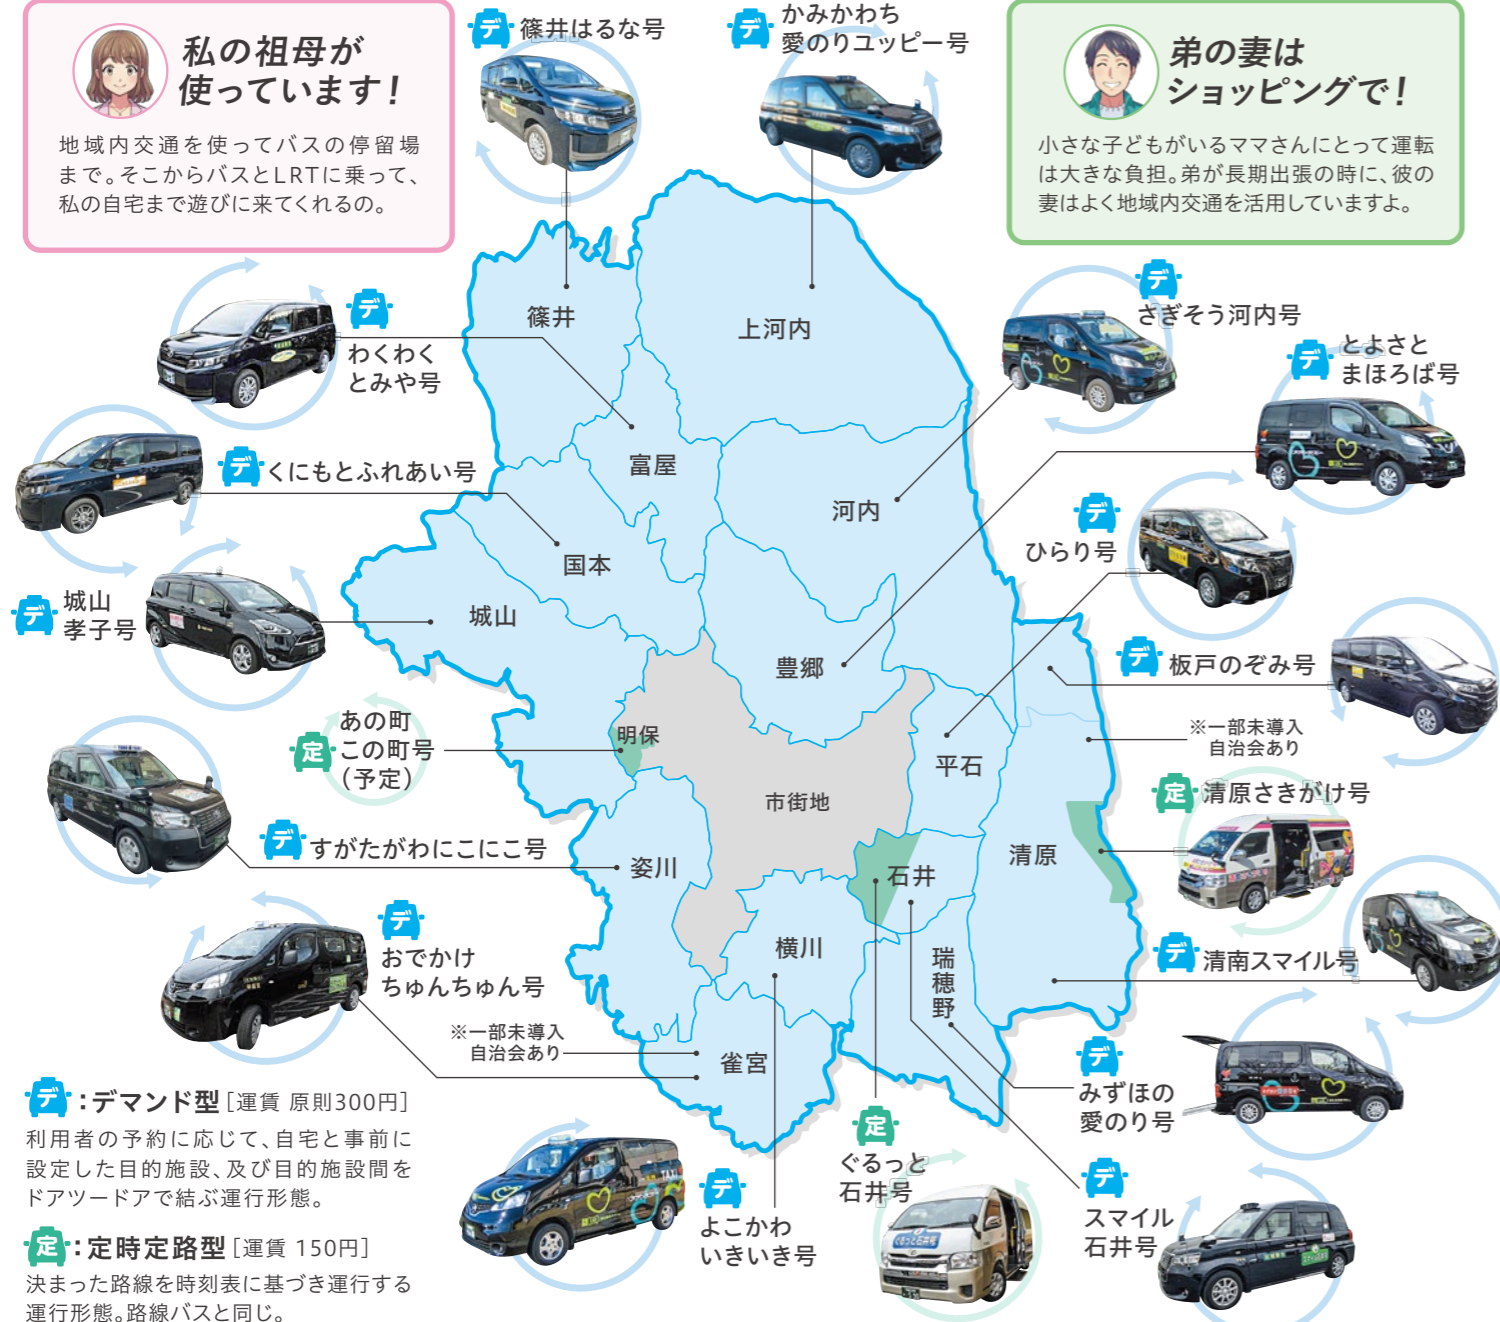 私の祖母が
使っています！
地域内交通を使ってバスの停留場
まで。そこからバスとLRTに乗って、
私の自宅まで遊びに来てくれるの。
弟の妻は
ショッピングで！
小さな子どもがいるママさんにとって運転
は大きな負担。弟が長期出張の時に、彼の
妻はよく地域内交通を活用していますよ。
デ 篠井はるな号
デ かみかわち
愛のりユッピー号
デ
わくわく
とみや号
デ
さぎそう河内号
デ とよさと
まほろば号
デ くにもとふれあい号
デ
ひらり号
デ 城山
孝子号
デ 板戸のぞみ号
※一部未導入
自治会あり
定 あの町
この町号
（予定）
定 清原さきがけ号
デ すがたがわにこにこ号
デ
おでかけ
ちゅんちゅん号
※一部未導入
自治会あり
デ 清南スマイル号
デ
みずほの
愛のり号
定
ぐるっと
石井号
デ
スマイル
石井号
デ
よこかわ
いきいき号
篠井
上河内
富屋
河内
国本
城山
豊郷
明保
平石
市街地
清原
姿川
石井
横川
瑞穂野
雀宮
ぐるっと石井号
TAXI
デ：デマンド型［運賃 原則300円］
利用者の予約に応じて、自宅と事前に
設定した目的施設、及び目的施設間を
ドアツードアで結ぶ運行形態。
定：定時定路型［運賃 150円］
決まった路線を時刻表に基づき運行する
運行形態。路線バスと同じ。